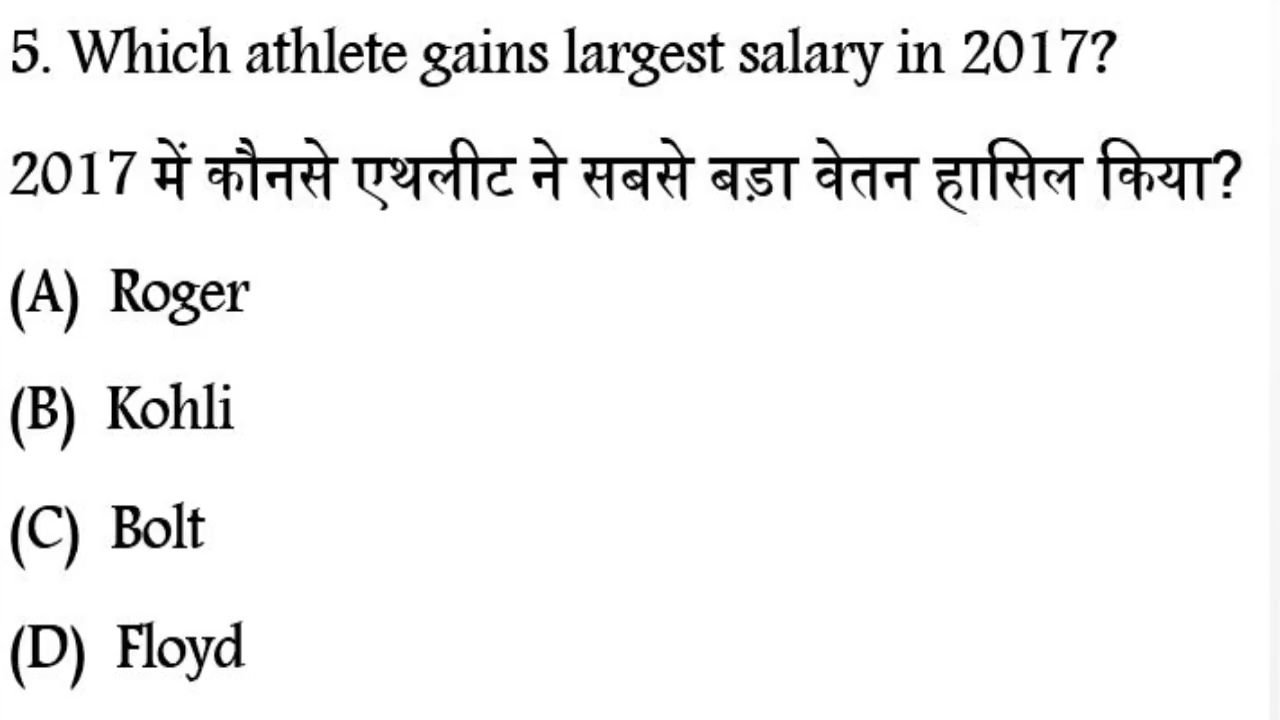 5. Which athlete gains largest salary in 2017?
2017 में कौनसे एथलीट ने सबसे बड़ा वेतन हासिल किया?
(A) Roger
(B) Kohli
(C) Bolt
(D) Floyd